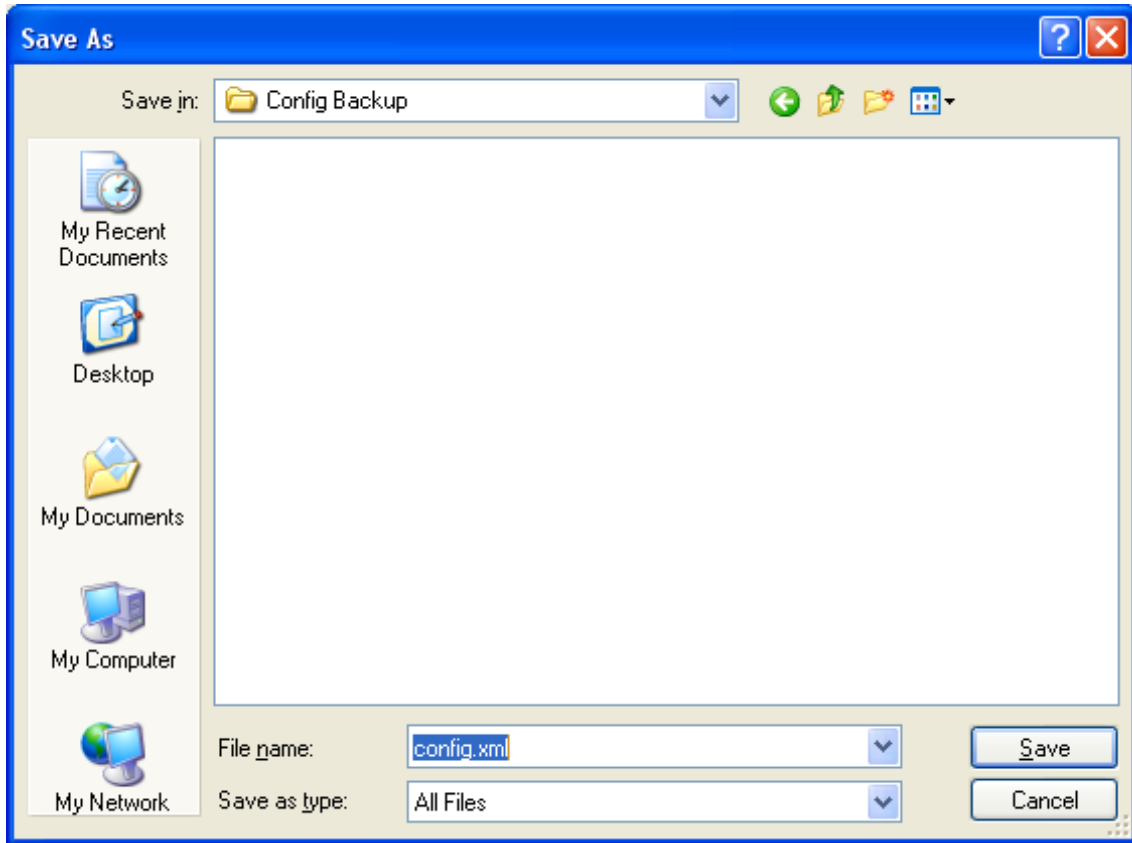 Save As
Save in:
Config Backup
My Recent
Documents
Desktop
My Documents
My Computer
My Network
File name:
config.xml
Save
Save as type:
All Files
Cancel